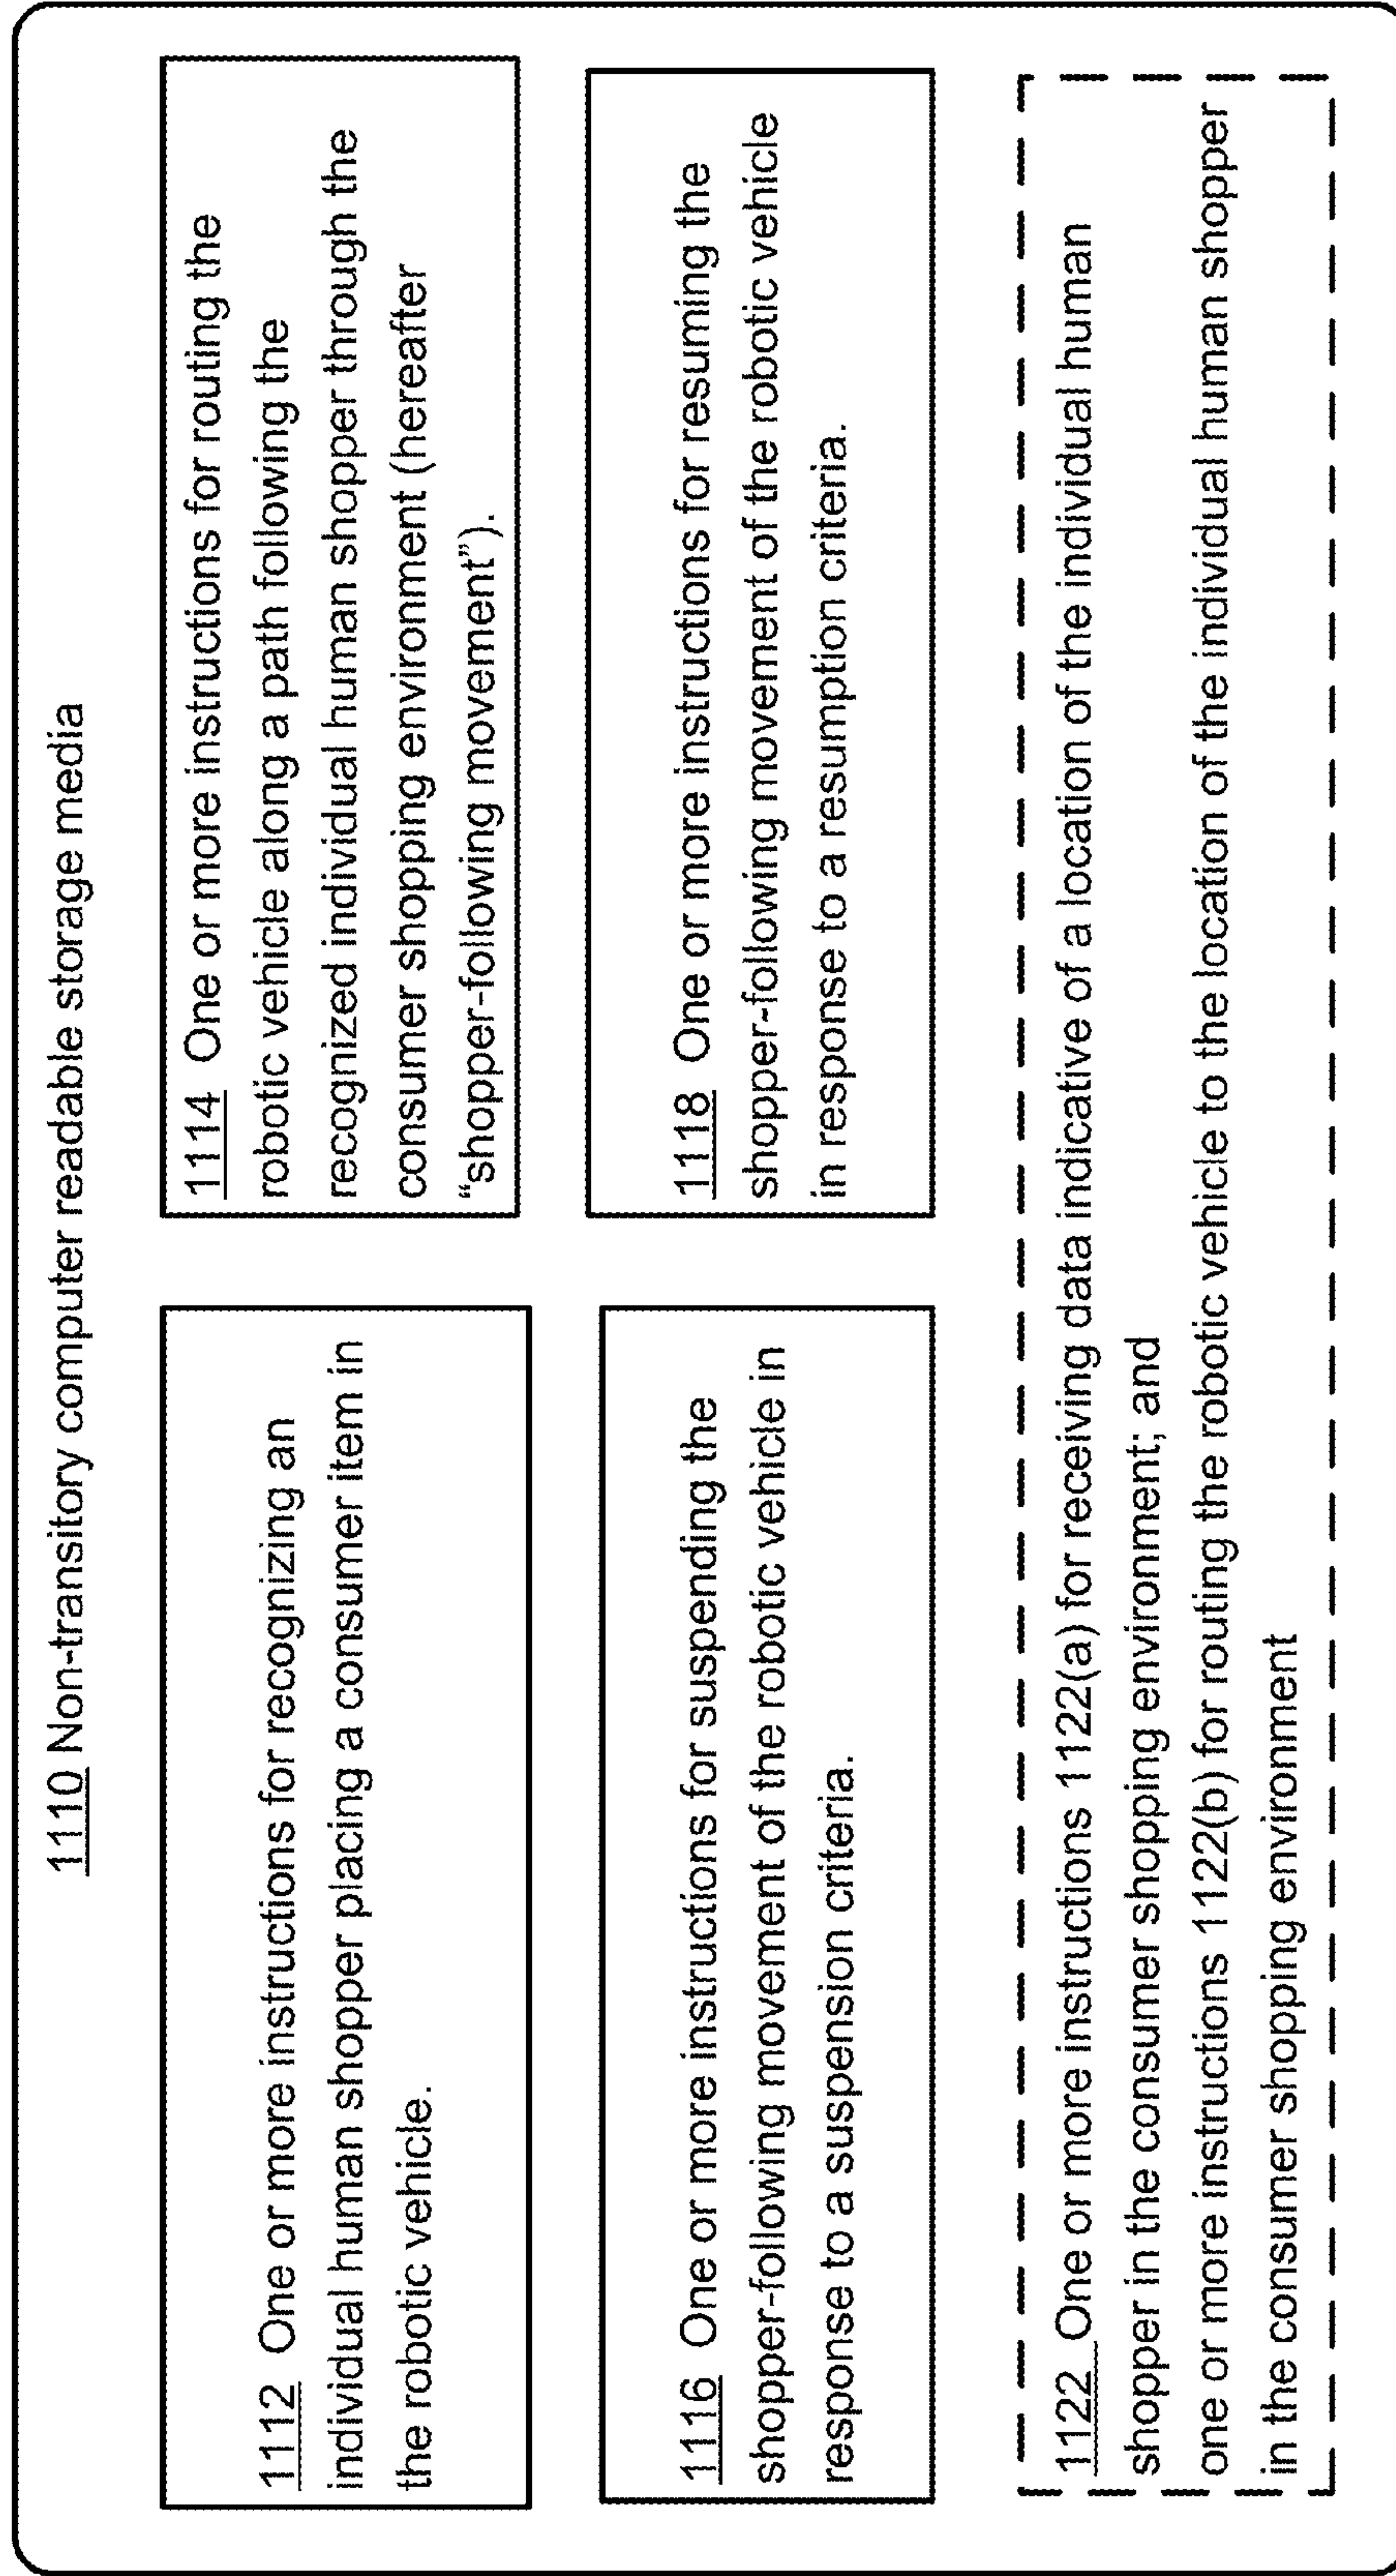 1110 Non-transitory computer readable storage media
1112 One or more instructions for recognizing an
individual human shopper placing a consumer item in
the robotic vehicle.
1114 One or more instructions for routing the
robotic vehicle along a path following the
recognized individual human shopper through the
consumer shopping environment (hereafter
“shopper-following movement”).
1116 One or more instructions for suspending the
shopper-following movement of the robotic vehicle in
response to a suspension criteria.
1118 One or more instructions for resuming the
shopper-following movement of the robotic vehicle
in response to a resumption criteria.
1122 One or more instructions 1122(a) for receiving data indicative of a location of the individual human
shopper in the consumer shopping environment; and
one or more instructions 1122(b) for routing the robotic vehicle to the location of the individual human shopper
in the consumer shopping environment